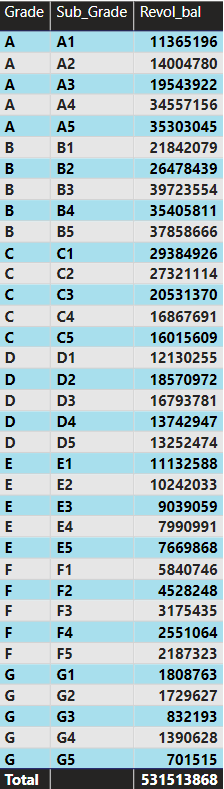 Grade Sub_Grade Revol_bal
A A1 11365196
A A2 14004780
A A3 19543922
A A4 34557156
A A5 35303045
B B1 21842079
B B2 26478439
B B3 39723554
B B4 35405811
B B5 37858666
C C1 29384926
C C2 27321114
C C3 20531370
C C4 16867691
C C5 16015609
D D1 12130255
D D2 18570972
D D3 16793781
D D4 13742947
D D5 13252474
E E1 11132588
E E2 10242033
E E3 9039059
E E4 7990991
E E5 7669868
F F1 5840746
F F2 4528248
F F3 3175435
F F4 2551064
F F5 2187323
G G1 1808763
G G2 1729627
G G3 832193
G G4 1390628
G G5 701515
Total 531513868